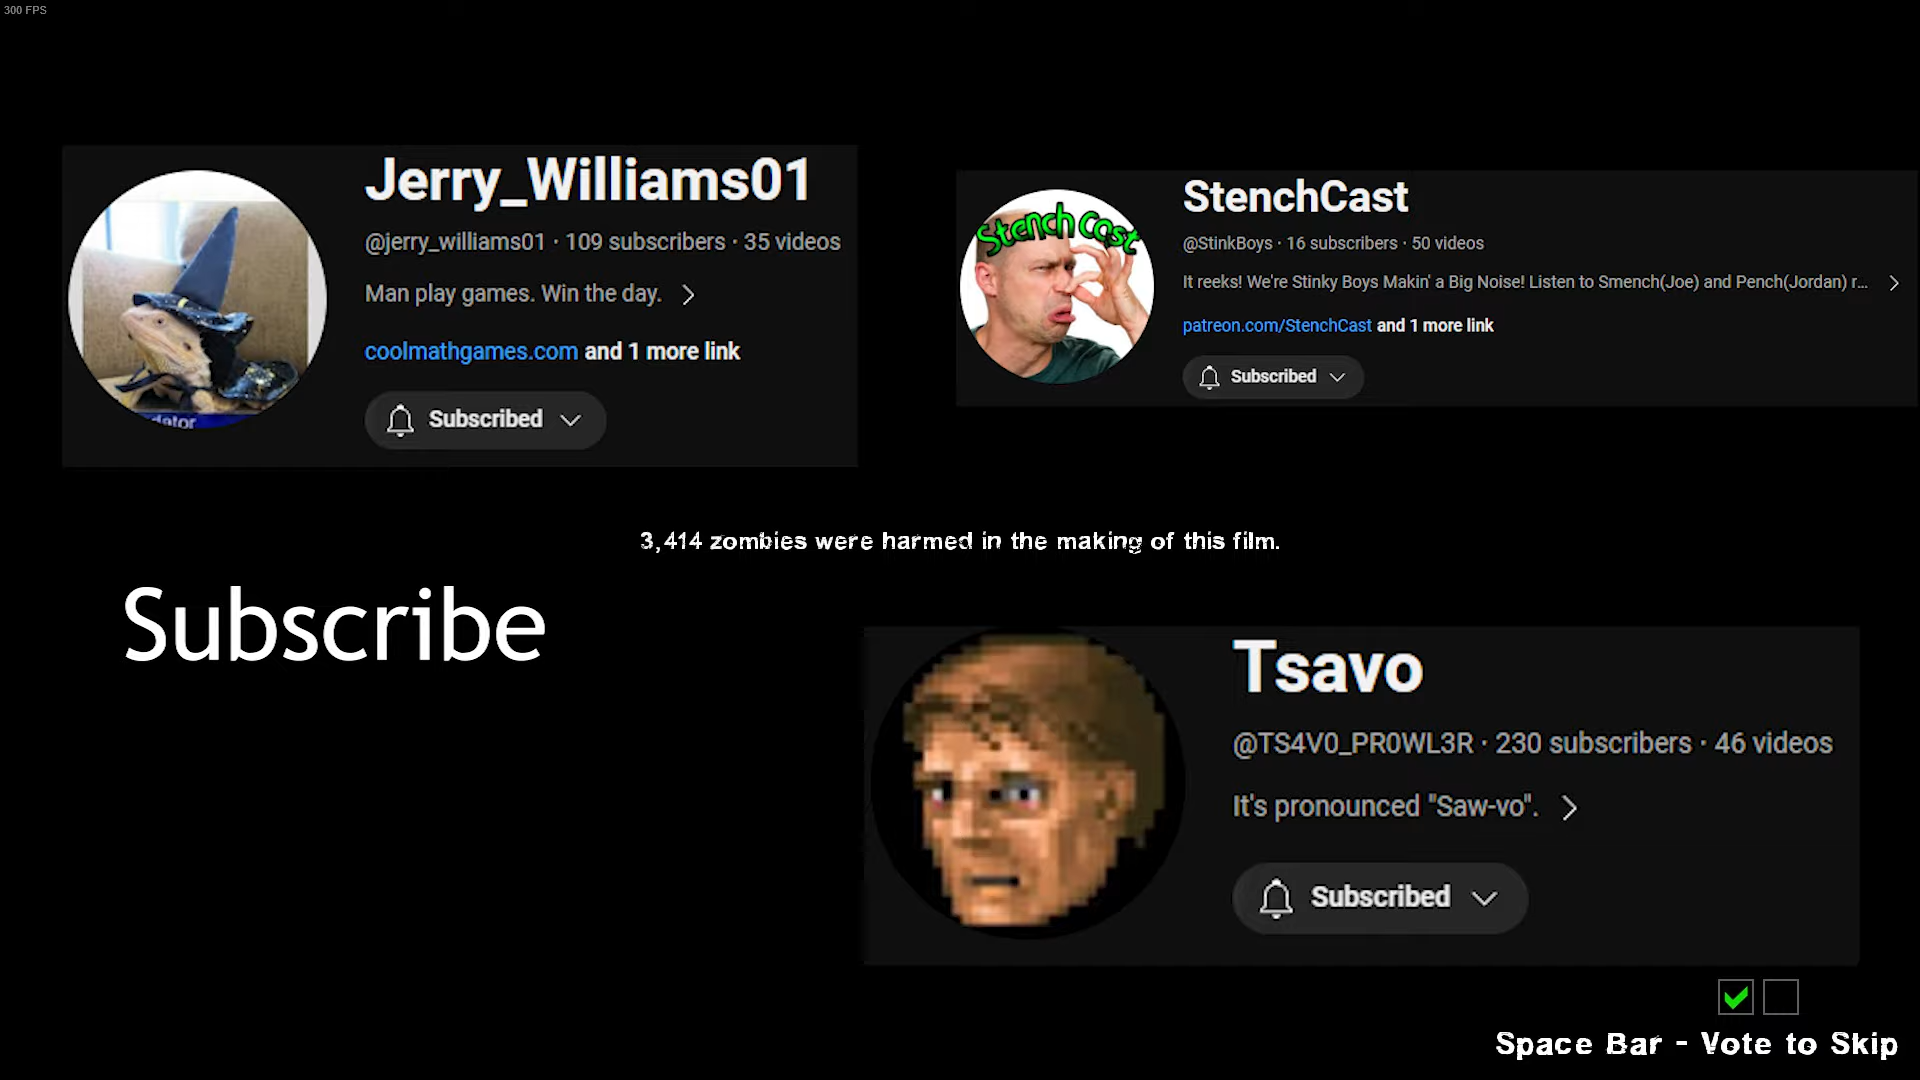 300 FPS
Jerry_Williams01
@jerry_williams01 · 109 subscribers · 35 videos
Man play games. Win the day.
coolmathgames.com and 1 more link
Subscribed
dator
Stench Cast
StenchCast
@StinkBoys · 16 subscribers · 50 videos
It reeks! We're Stinky Boys Makin' a Big Noise! Listen to Smench(Joe) and Pench(Jordan) r...
patreon.com/StenchCast and 1 more link
Subscribed
3,414 zombies were harmed in the making of this film.
Subscribe
Tsavo
@TS4V0_PR0WL3R · 230 subscribers · 46 videos
It's pronounced "Saw-vo".
Subscribed
Space Bar - Vote to Skip